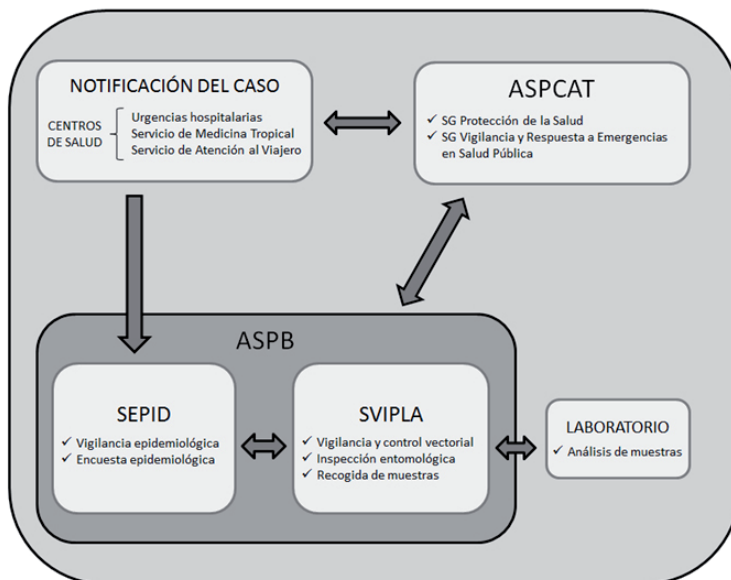 NOTIFICACIÓN DEL CASO
CENTROS
DE SALUD
Urgencias hospitalarias
Servicio de Medicina Tropical
Servicio de Atención al Viajero
ASPCAT
✓ SG Protección de la Salud
✓ SG Vigilancia y Respuesta a Emergencias
en Salud Pública
ASPB
SEPID
✓ Vigilancia epidemiológica
✓ Encuesta epidemiológica
SVIPLA
✓ Vigilancia y control vectorial
✓ Inspección entomológica
✓ Recogida de muestras
LABORATORIO
✓ Análisis de muestras